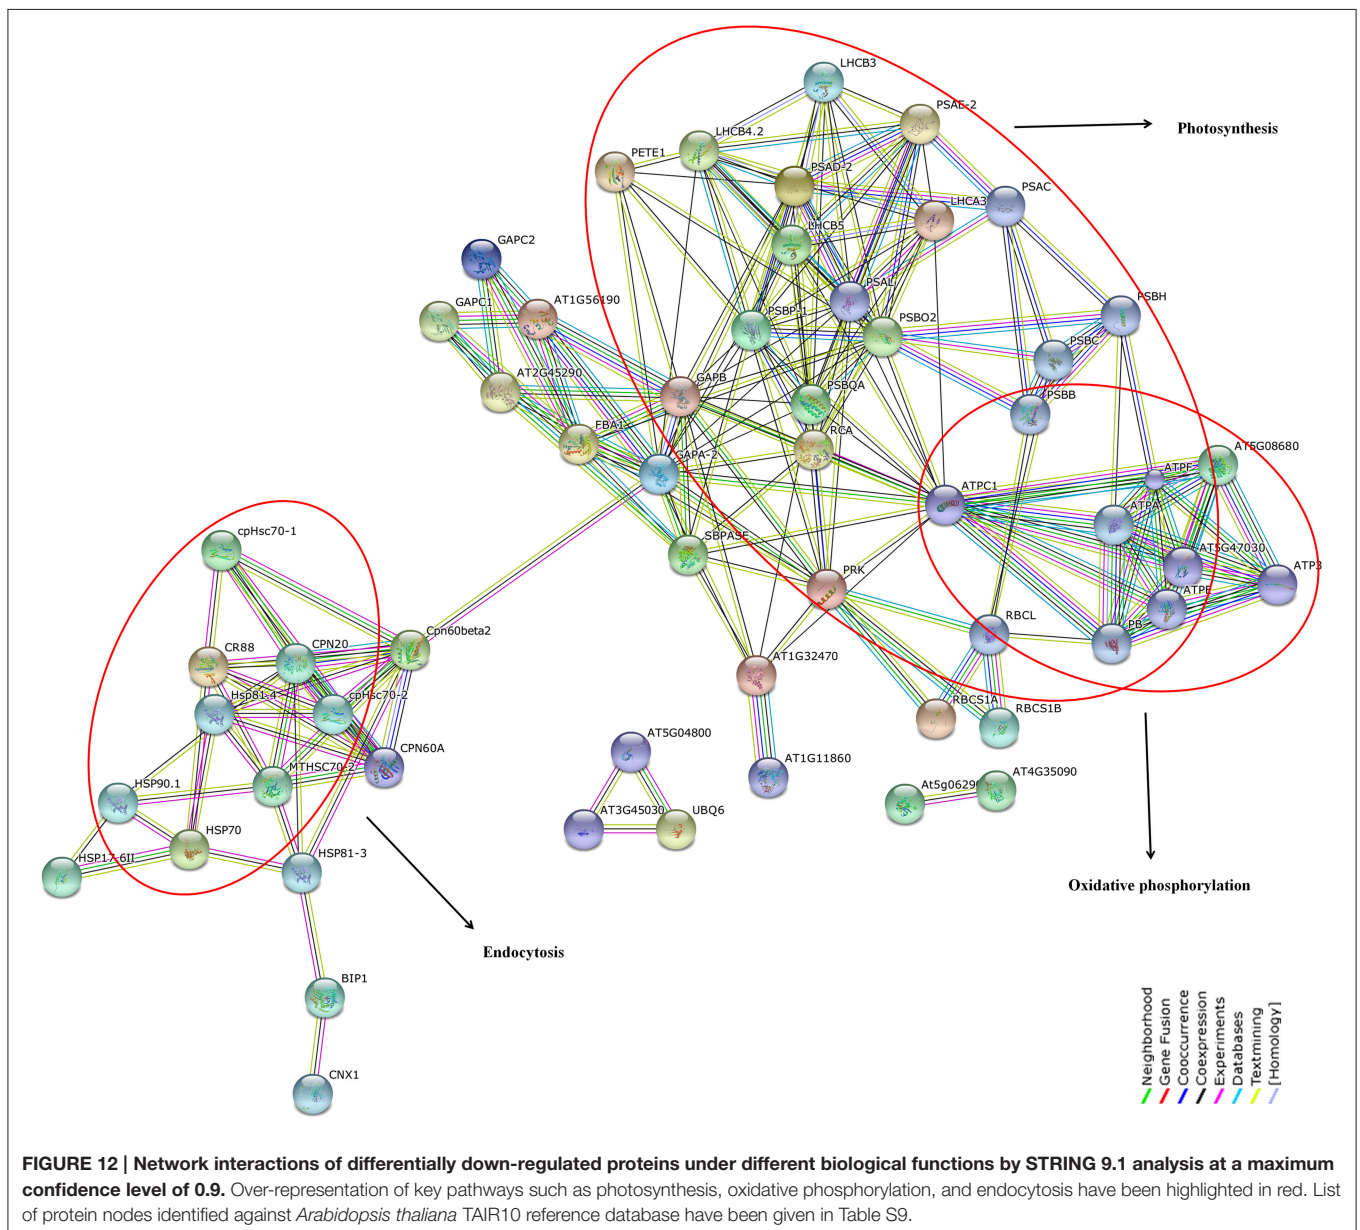 LHCB3
PSAE-2
Photosynthesis
LHCB4.2
PETE1
PSAD-2
PSAC
LHCA3
LHCB5
GAPC2
PSAL
PSBH
GAPC1
AT1G56190
PSBP-1
PSBO2
PSBC
AT2G45290
GAPB
PSBQA
PSBB
FBA1
RCA
AT5G08680
GAPA-2
ATPF
ATPC1
ATPA
cpHsc70-1
SBPASE
AT5G47030
PRK
ATP3
ATPE
RBCL
PB
Cpn60beta2
CR88
CPN20
AT1G32470
Hsp81-4
cpHsc70-2
RBCS1A
RBCS1B
AT5G04800
CPN60A
MTHSC70-2
AT1G11860
HSP90.1
At5g06290
AT4G35090
AT3G45030
UBQ6
HSP70
HSP17.6II
HSP81-3
Oxidative phosphorylation
Endocytosis
BIP1
CNX1
Neighborhood
Gene Fusion
Cooccurrence
Coexpression
Experiments
Databases
Textmining
[Homology]
FIGURE 12 | Network interactions of differentially down-regulated proteins under different biological functions by STRING 9.1 analysis at a maximum
confidence level of 0.9. Over-representation of key pathways such as photosynthesis, oxidative phosphorylation, and endocytosis have been highlighted in red. List
of protein nodes identified against Arabidopsis thaliana TAIR10 reference database have been given in Table S9.